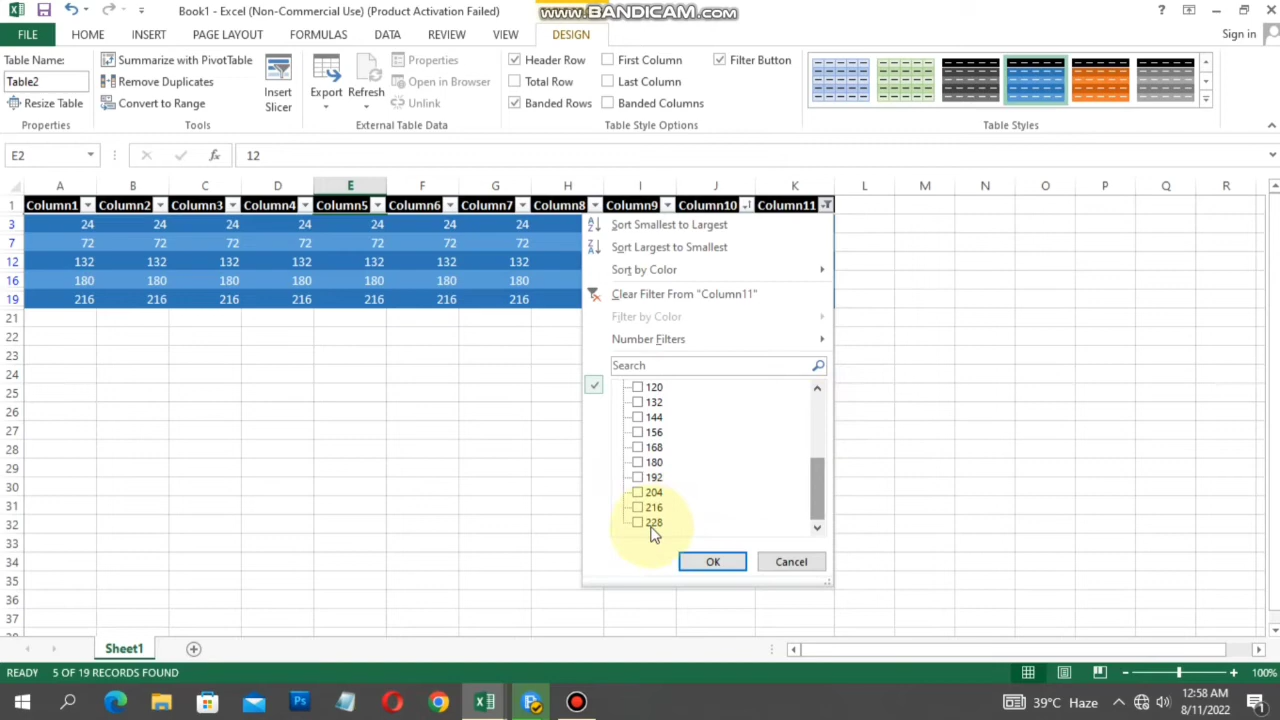 Book1 - Excel (Non-Commercial Use) (Product Activation Failed)
www.BANDICAM.com
Sign in
FILE HOME INSERT PAGE LAYOUT FORMULAS DATA REVIEW VIEW DESIGN
Table Name:
Table2
Resize Table
Properties
Summarize with PivotTable
Remove Duplicates
Convert to Range
Tools
Insert Slicer
Export
Refresh
Properties
Open in Browser
Unlink
External Table Data
Header Row
Total Row
Banded Rows
First Column
Last Column
Banded Columns
Filter Button
Table Style Options
Table Styles
E2 fx 12
A B C D E F G H I J K L M N O P Q R
1 Column1 Column2 Column3 Column4 Column5 Column6 Column7 Column8 Column9 Column10 Column11
3 24 24 24 24 24 24 24
7 72 72 72 72 72 72 72
12 132 132 132 132 132 132 132
16 180 180 180 180 180 180 180
19 216 216 216 216 216 216 216
21
22
23
24
25
26
27
28
29
30
31
32
33
34
35
36
37
Sort Smallest to Largest
Sort Largest to Smallest
Sort by Color
Clear Filter From "Column11"
Filter by Color
Number Filters
Search
120
132
144
156
168
180
192
204
216
228
OK Cancel
Sheet1
READY 5 OF 19 RECORDS FOUND
100%
39°C Haze
12:58 AM
8/11/2022